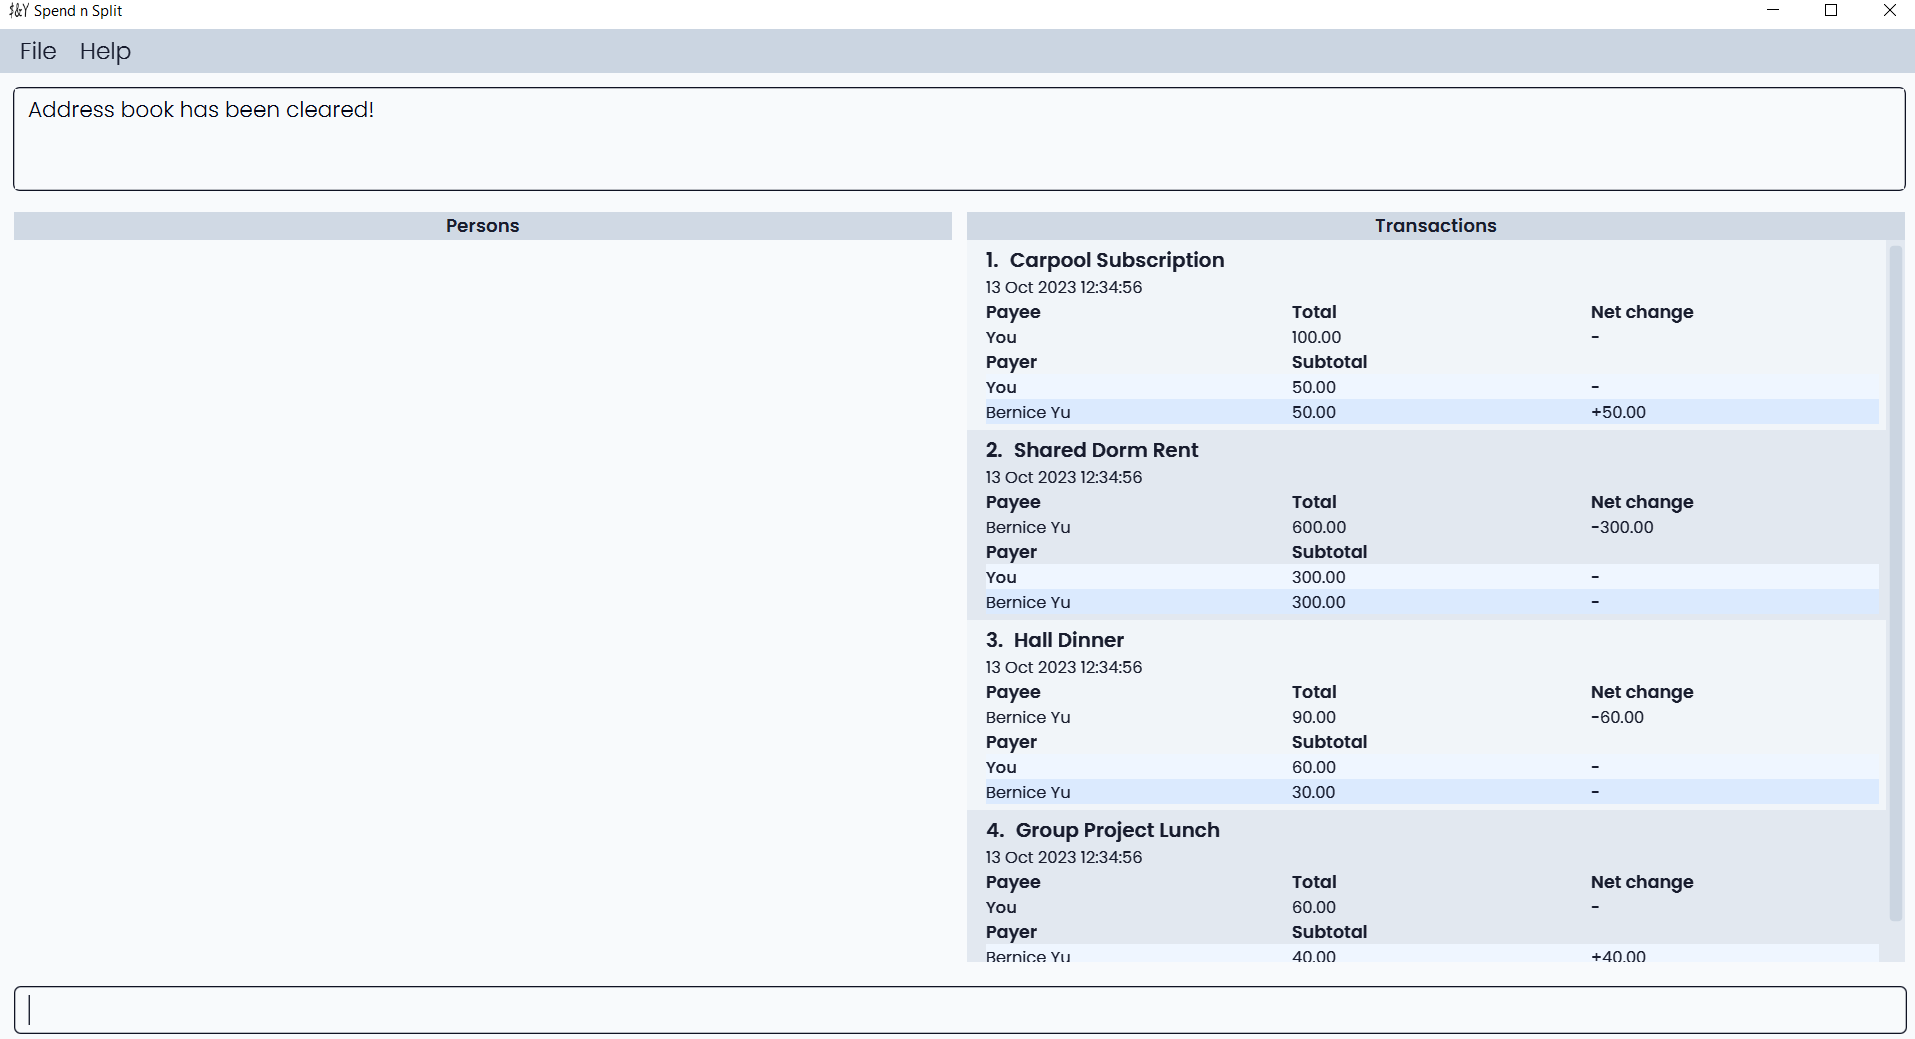 $&Y Spend n Split
File Help
Address book has been cleared!
Persons
Transactions
1. Carpool Subscription
13 Oct 2023 12:34:56
Payee Total Net change
You 100.00 -
Payer Subtotal
You 50.00 -
Bernice Yu 50.00 +50.00
2. Shared Dorm Rent
13 Oct 2023 12:34:56
Payee Total Net change
Bernice Yu 600.00 -300.00
Payer Subtotal
You 300.00 -
Bernice Yu 300.00 -
3. Hall Dinner
13 Oct 2023 12:34:56
Payee Total Net change
Bernice Yu 90.00 -60.00
Payer Subtotal
You 60.00 -
Bernice Yu 30.00 -
4. Group Project Lunch
13 Oct 2023 12:34:56
Payee Total Net change
You 60.00 -
Payer Subtotal
Bernice Yu 40.00 +40.00